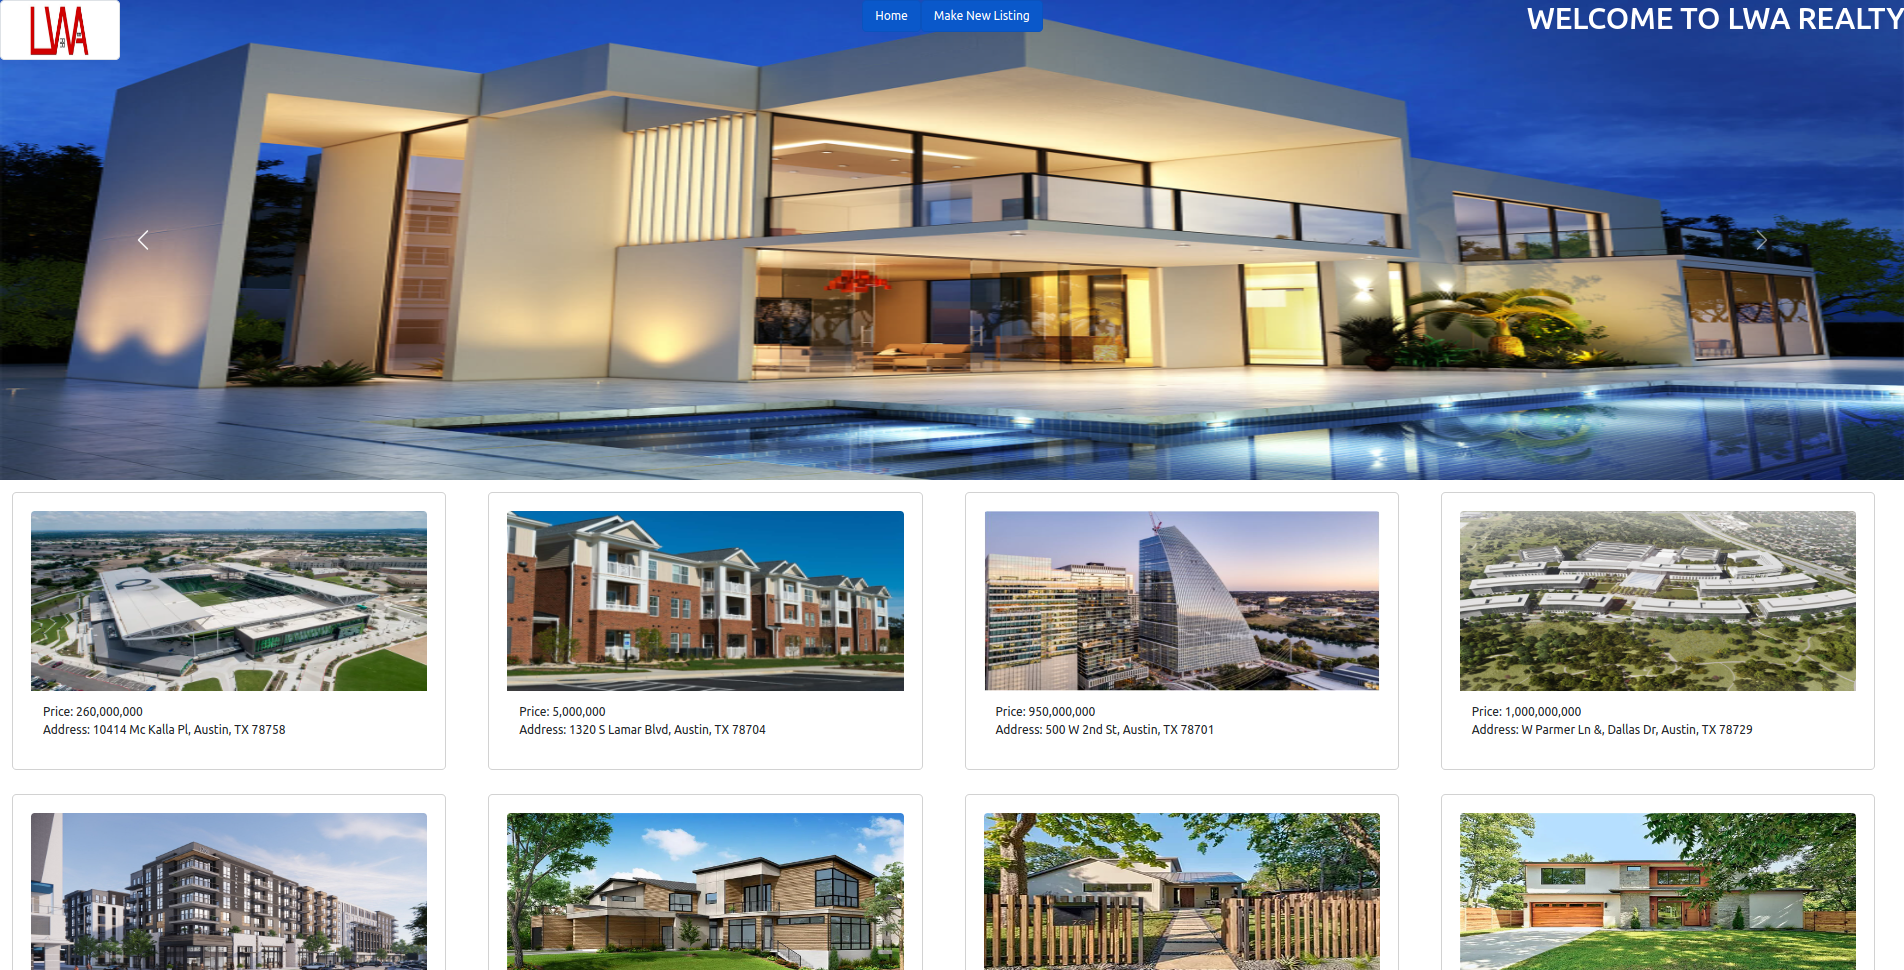 LWA
Home
Make New Listing
WELCOME TO LWA REALTY
Price: 260,000,000
Address: 10414 Mc Kalla Pl, Austin, TX 78758
Price: 5,000,000
Address: 1320 S Lamar Blvd, Austin, TX 78704
Price: 950,000,000
Address: 500 W 2nd St, Austin, TX 78701
Price: 1,000,000,000
Address: W Parmer Ln &, Dallas Dr, Austin, TX 78729